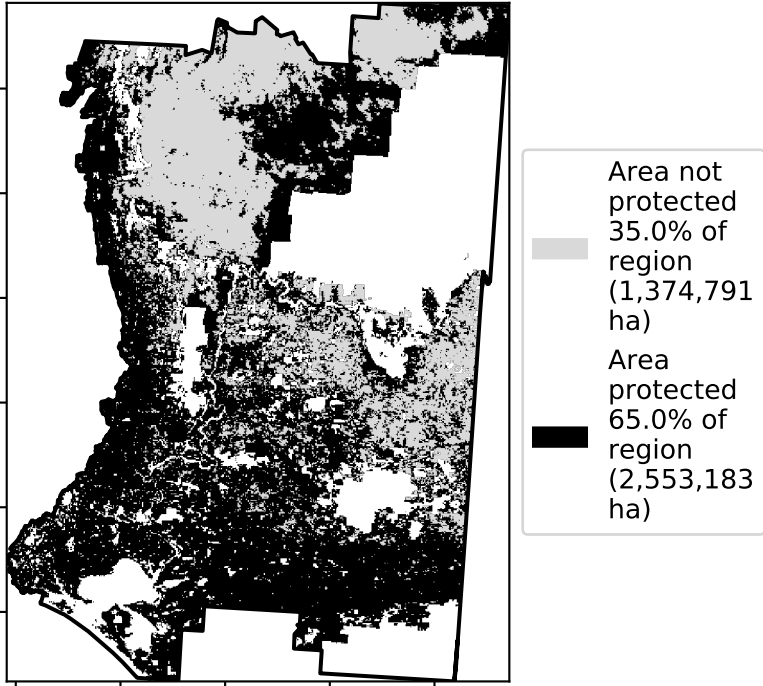 Area not
protected
35.0% of
region
(1,374,791
ha)
Area
protected
65.0% of
region
(2,553,183
ha)